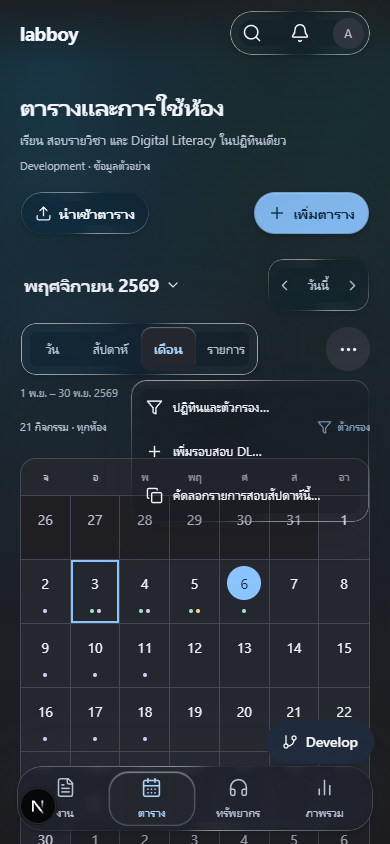 labboy
A
ตารางและการใช้ห้อง
เรียน สอบรายวิชา และ Digital Literacy ในปฏิทินเดียว
Development · ข้อมูลตัวอย่าง
นำเข้าตาราง
เพิ่มตาราง
พฤศจิกายน 2569
วันนี้
วัน สัปดาห์ เดือน รายการ
1 พ.ย. – 30 พ.ย. 2569
ปฏิทินและตัวกรอง...
21 กิจกรรม · ทุกห้อง
ตัวกรอง
เพิ่มรอบสอบ DL...
จ อ พ พฤ ศ ส อา
คัดลอกรายการสอบสัปดาห์นี้...
26 27 28 29 30 31 1
2 3 4 5 6 7 8
9 10 11 12 13 14 15
16 17 18 19 20 21 22
Develop
N
งาน ตาราง ทรัพยากร ภาพรวม
30 1 2 3 4 5 6